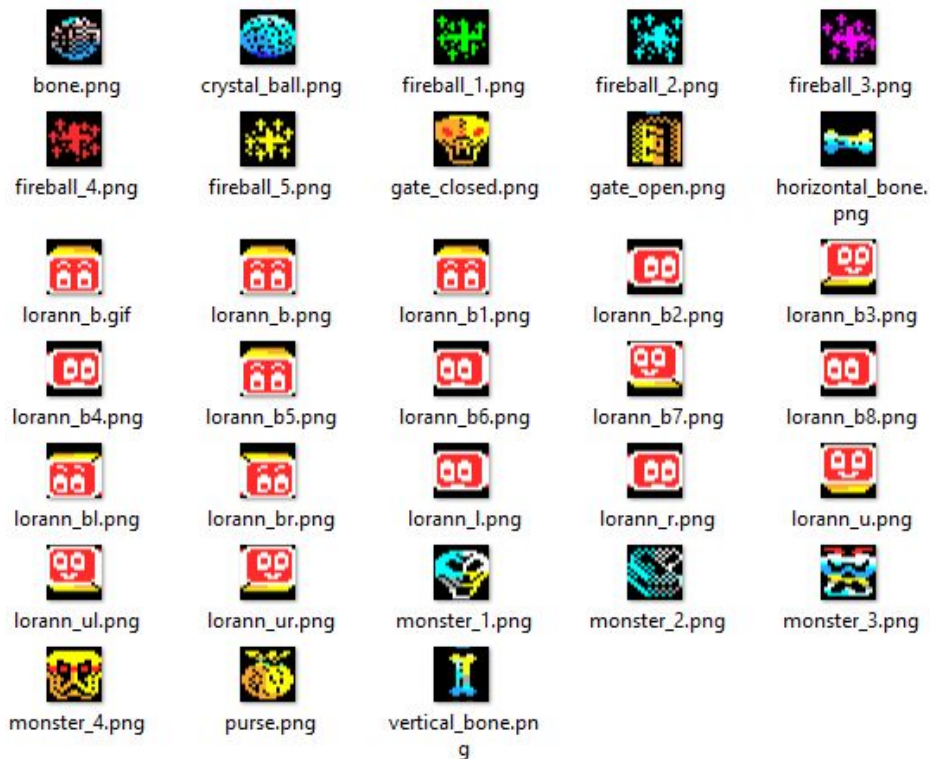 bone.png
crystal_ball.png
fireball_1.png
fireball_2.png
fireball_3.png
fireball_4.png
fireball_5.png
gate_closed.png
gate_open.png
horizontal_bone.
png
lorann_b.gif
lorann_b.png
lorann_b1.png
lorann_b2.png
lorann_b3.png
lorann_b4.png
lorann_b5.png
lorann_b6.png
lorann_b7.png
lorann_b8.png
lorann_bl.png
lorann_br.png
lorann_l.png
lorann_r.png
lorann_u.png
lorann_ul.png
lorann_ur.png
monster_1.png
monster_2.png
monster_3.png
monster_4.png
purse.png
vertical_bone.pn
g